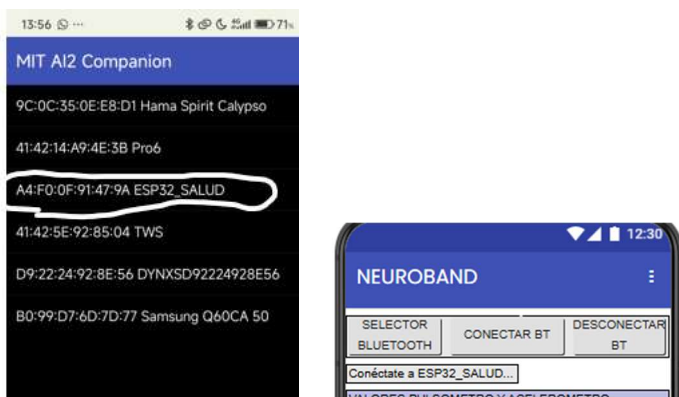 13:56
71%
MIT AI2 Companion
9C:0C:35:0E:E8:D1 Hama Spirit Calypso
41:42:14:A9:4E:3B Pro6
A4:F0:0F:91:47:9A ESP32_SALUD
41:42:5E:92:85:04 TWS
D9:22:24:92:8E:56 DYNXSD92224928E56
B0:99:D7:6D:7D:77 Samsung Q60CA 50
12:30
NEUROBAND
SELECTOR
BLUETOOTH
CONECTAR BT
DESCONECTAR
BT
Conéctate a ESP32_SALUD...
VALORES PULSOMETRO Y ACELEROMETRO